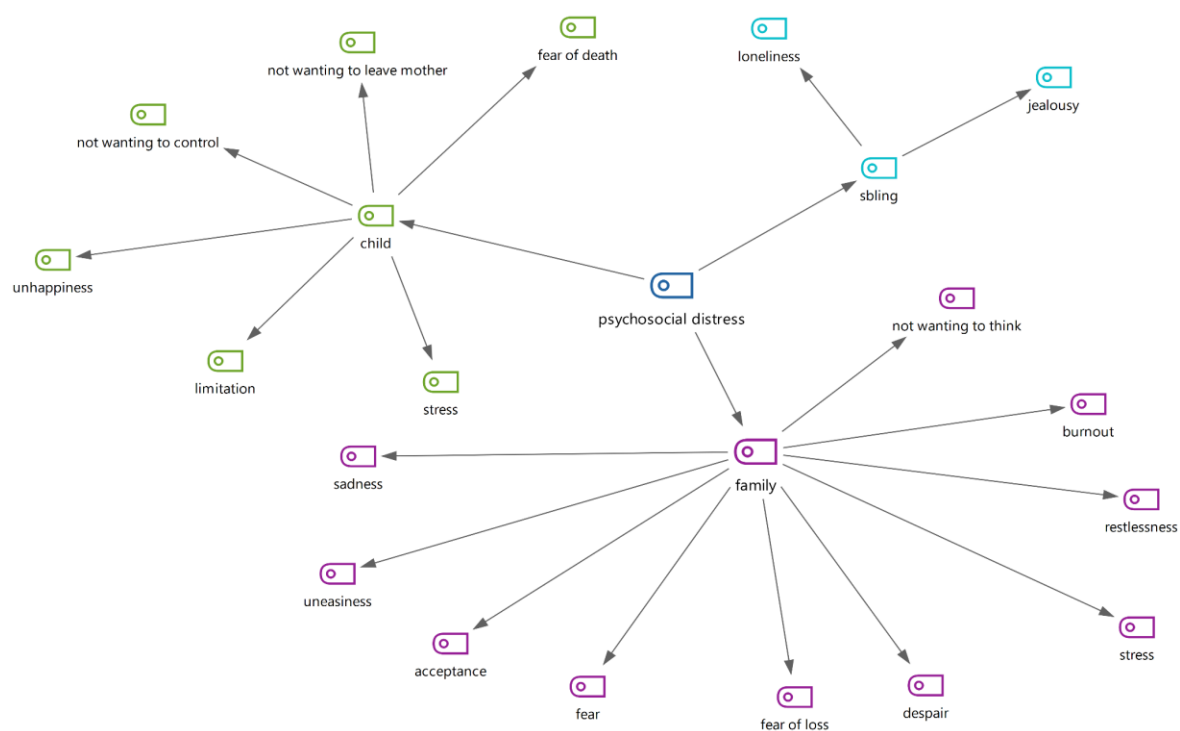 loneliness
fear of death
not wanting to leave mother
jealousy
not wanting to control
sbling
child
unhappiness
psychosocial distress
not wanting to think
limitation
stress
burnout
sadness
family
restlessness
uneasiness
stress
acceptance
fear
fear of loss
despair